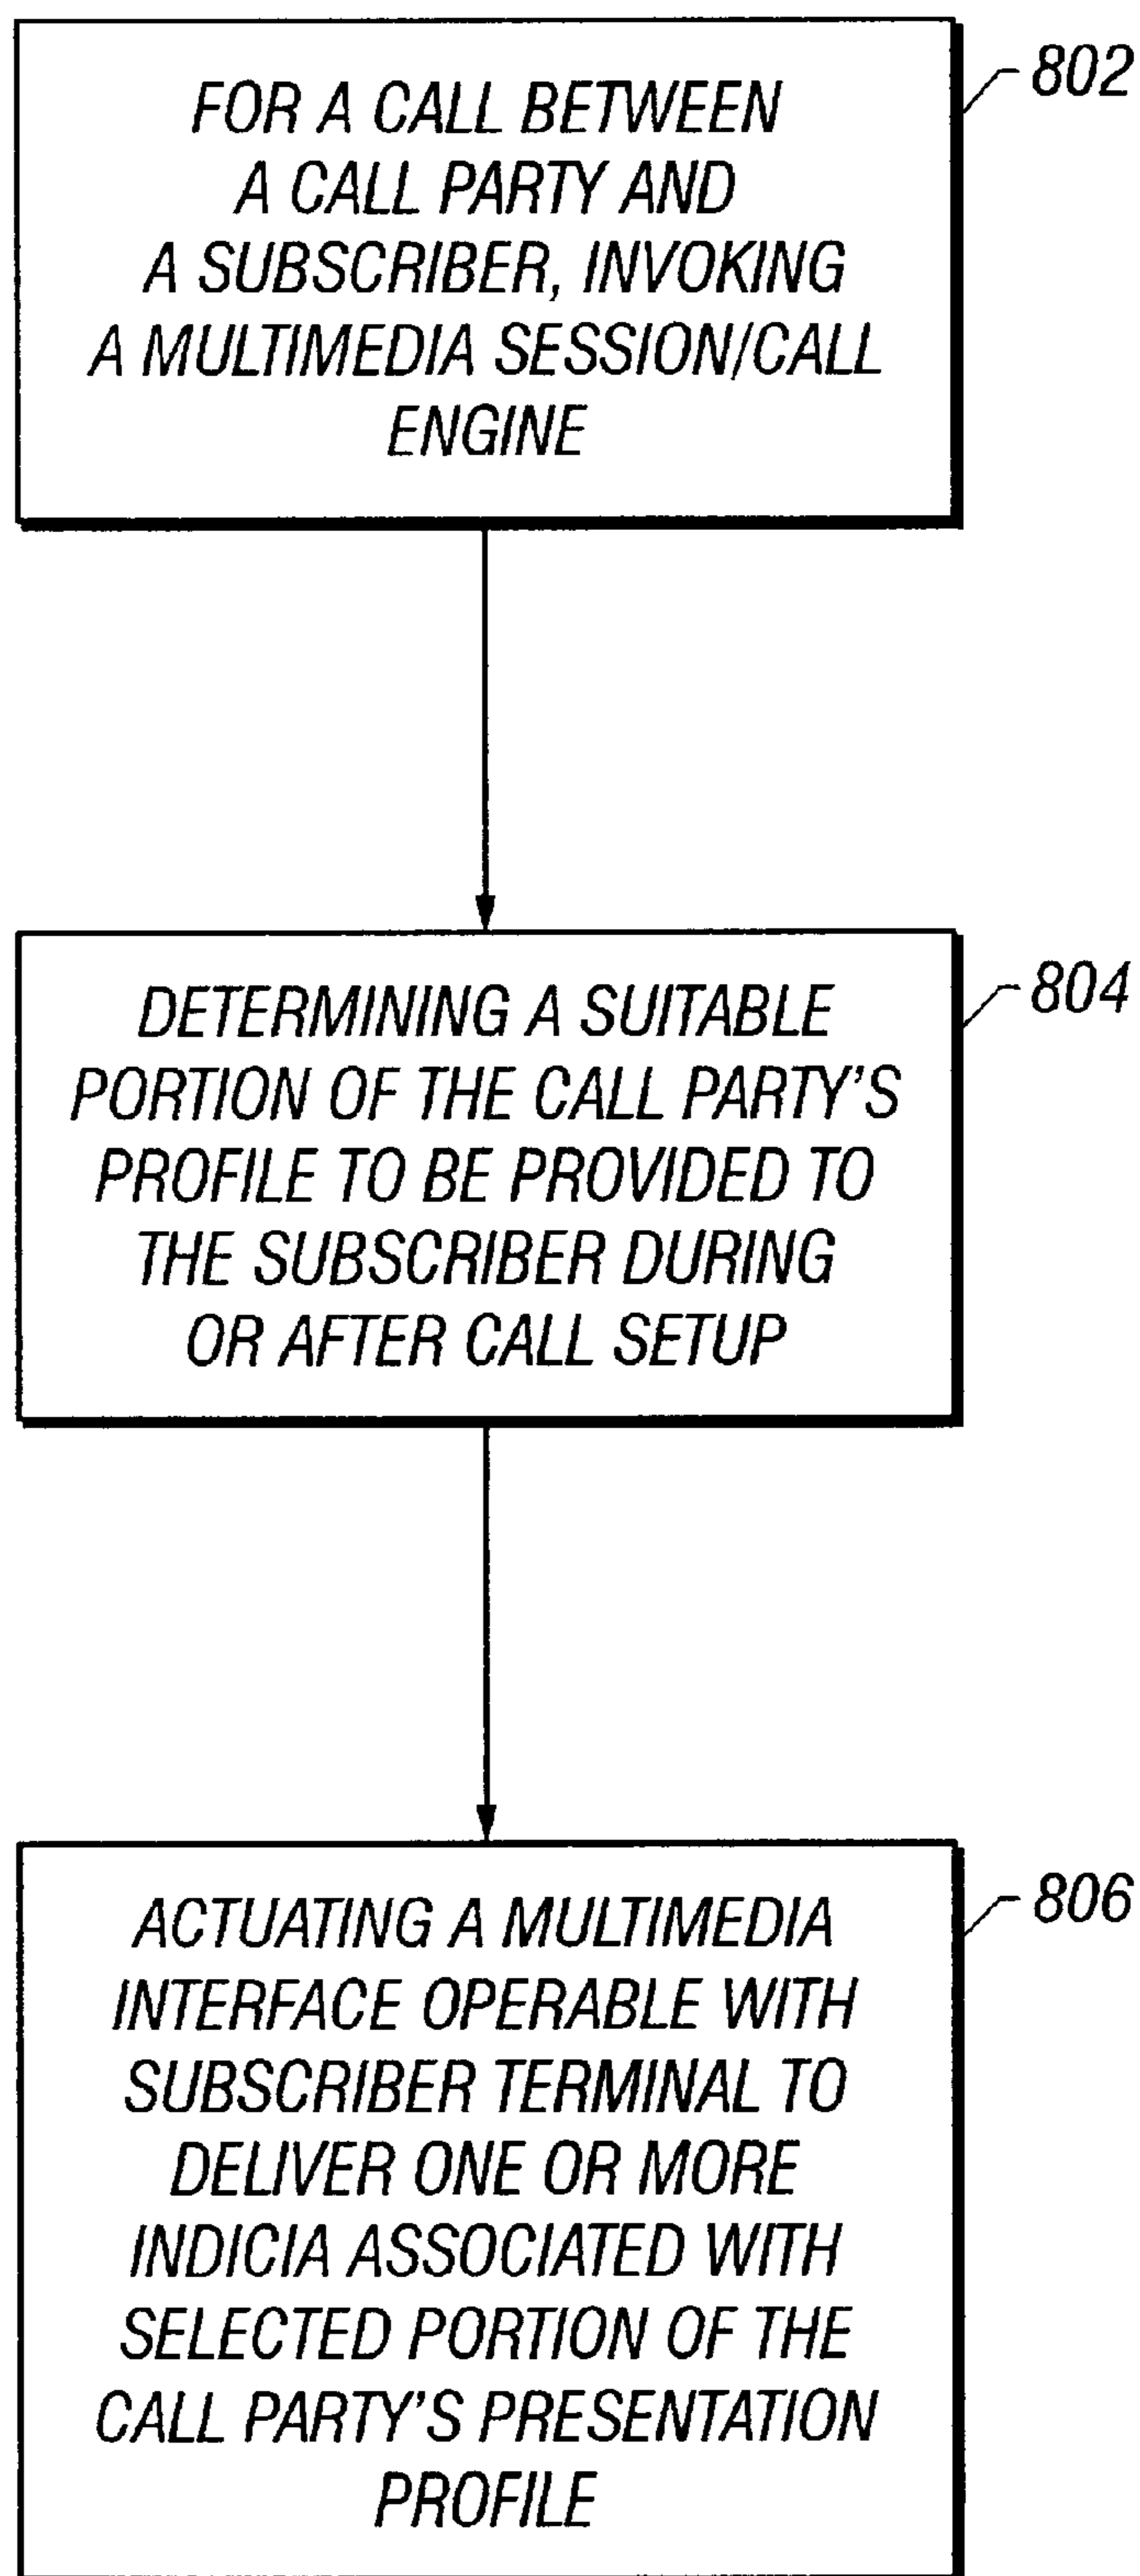 FOR A CALL BETWEEN
A CALL PARTY AND
A SUBSCRIBER, INVOKING
A MULTIMEDIA SESSION/CALL
ENGINE
802
DETERMINING A SUITABLE
PORTION OF THE CALL PARTY'S
PROFILE TO BE PROVIDED TO
THE SUBSCRIBER DURING
OR AFTER CALL SETUP
804
ACTUATING A MULTIMEDIA
INTERFACE OPERABLE WITH
SUBSCRIBER TERMINAL TO
DELIVER ONE OR MORE
INDICIA ASSOCIATED WITH
SELECTED PORTION OF THE
CALL PARTY'S PRESENTATION
PROFILE
806